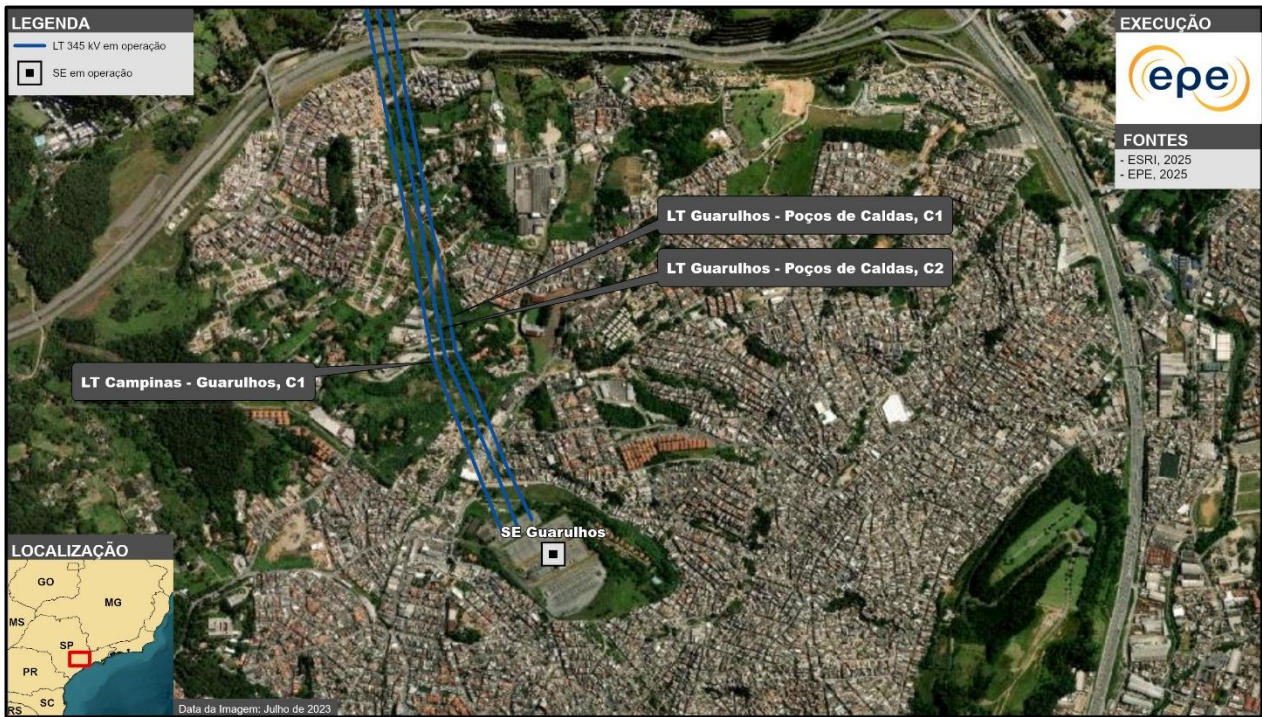 LEGENDA
LT 345 kV em operação
SE em operação
EXECUÇÃO
epe
FONTES
- ESRI, 2025
- EPE, 2025
LT Guarulhos - Poços de Caldas, C1
LT Guarulhos - Poços de Caldas, C2
LT Campinas - Guarulhos, C1
SE Guarulhos
LOCALIZAÇÃO
GO
MG
MS
SP
PR
SC
RS
Data da Imagem: Julho de 2023